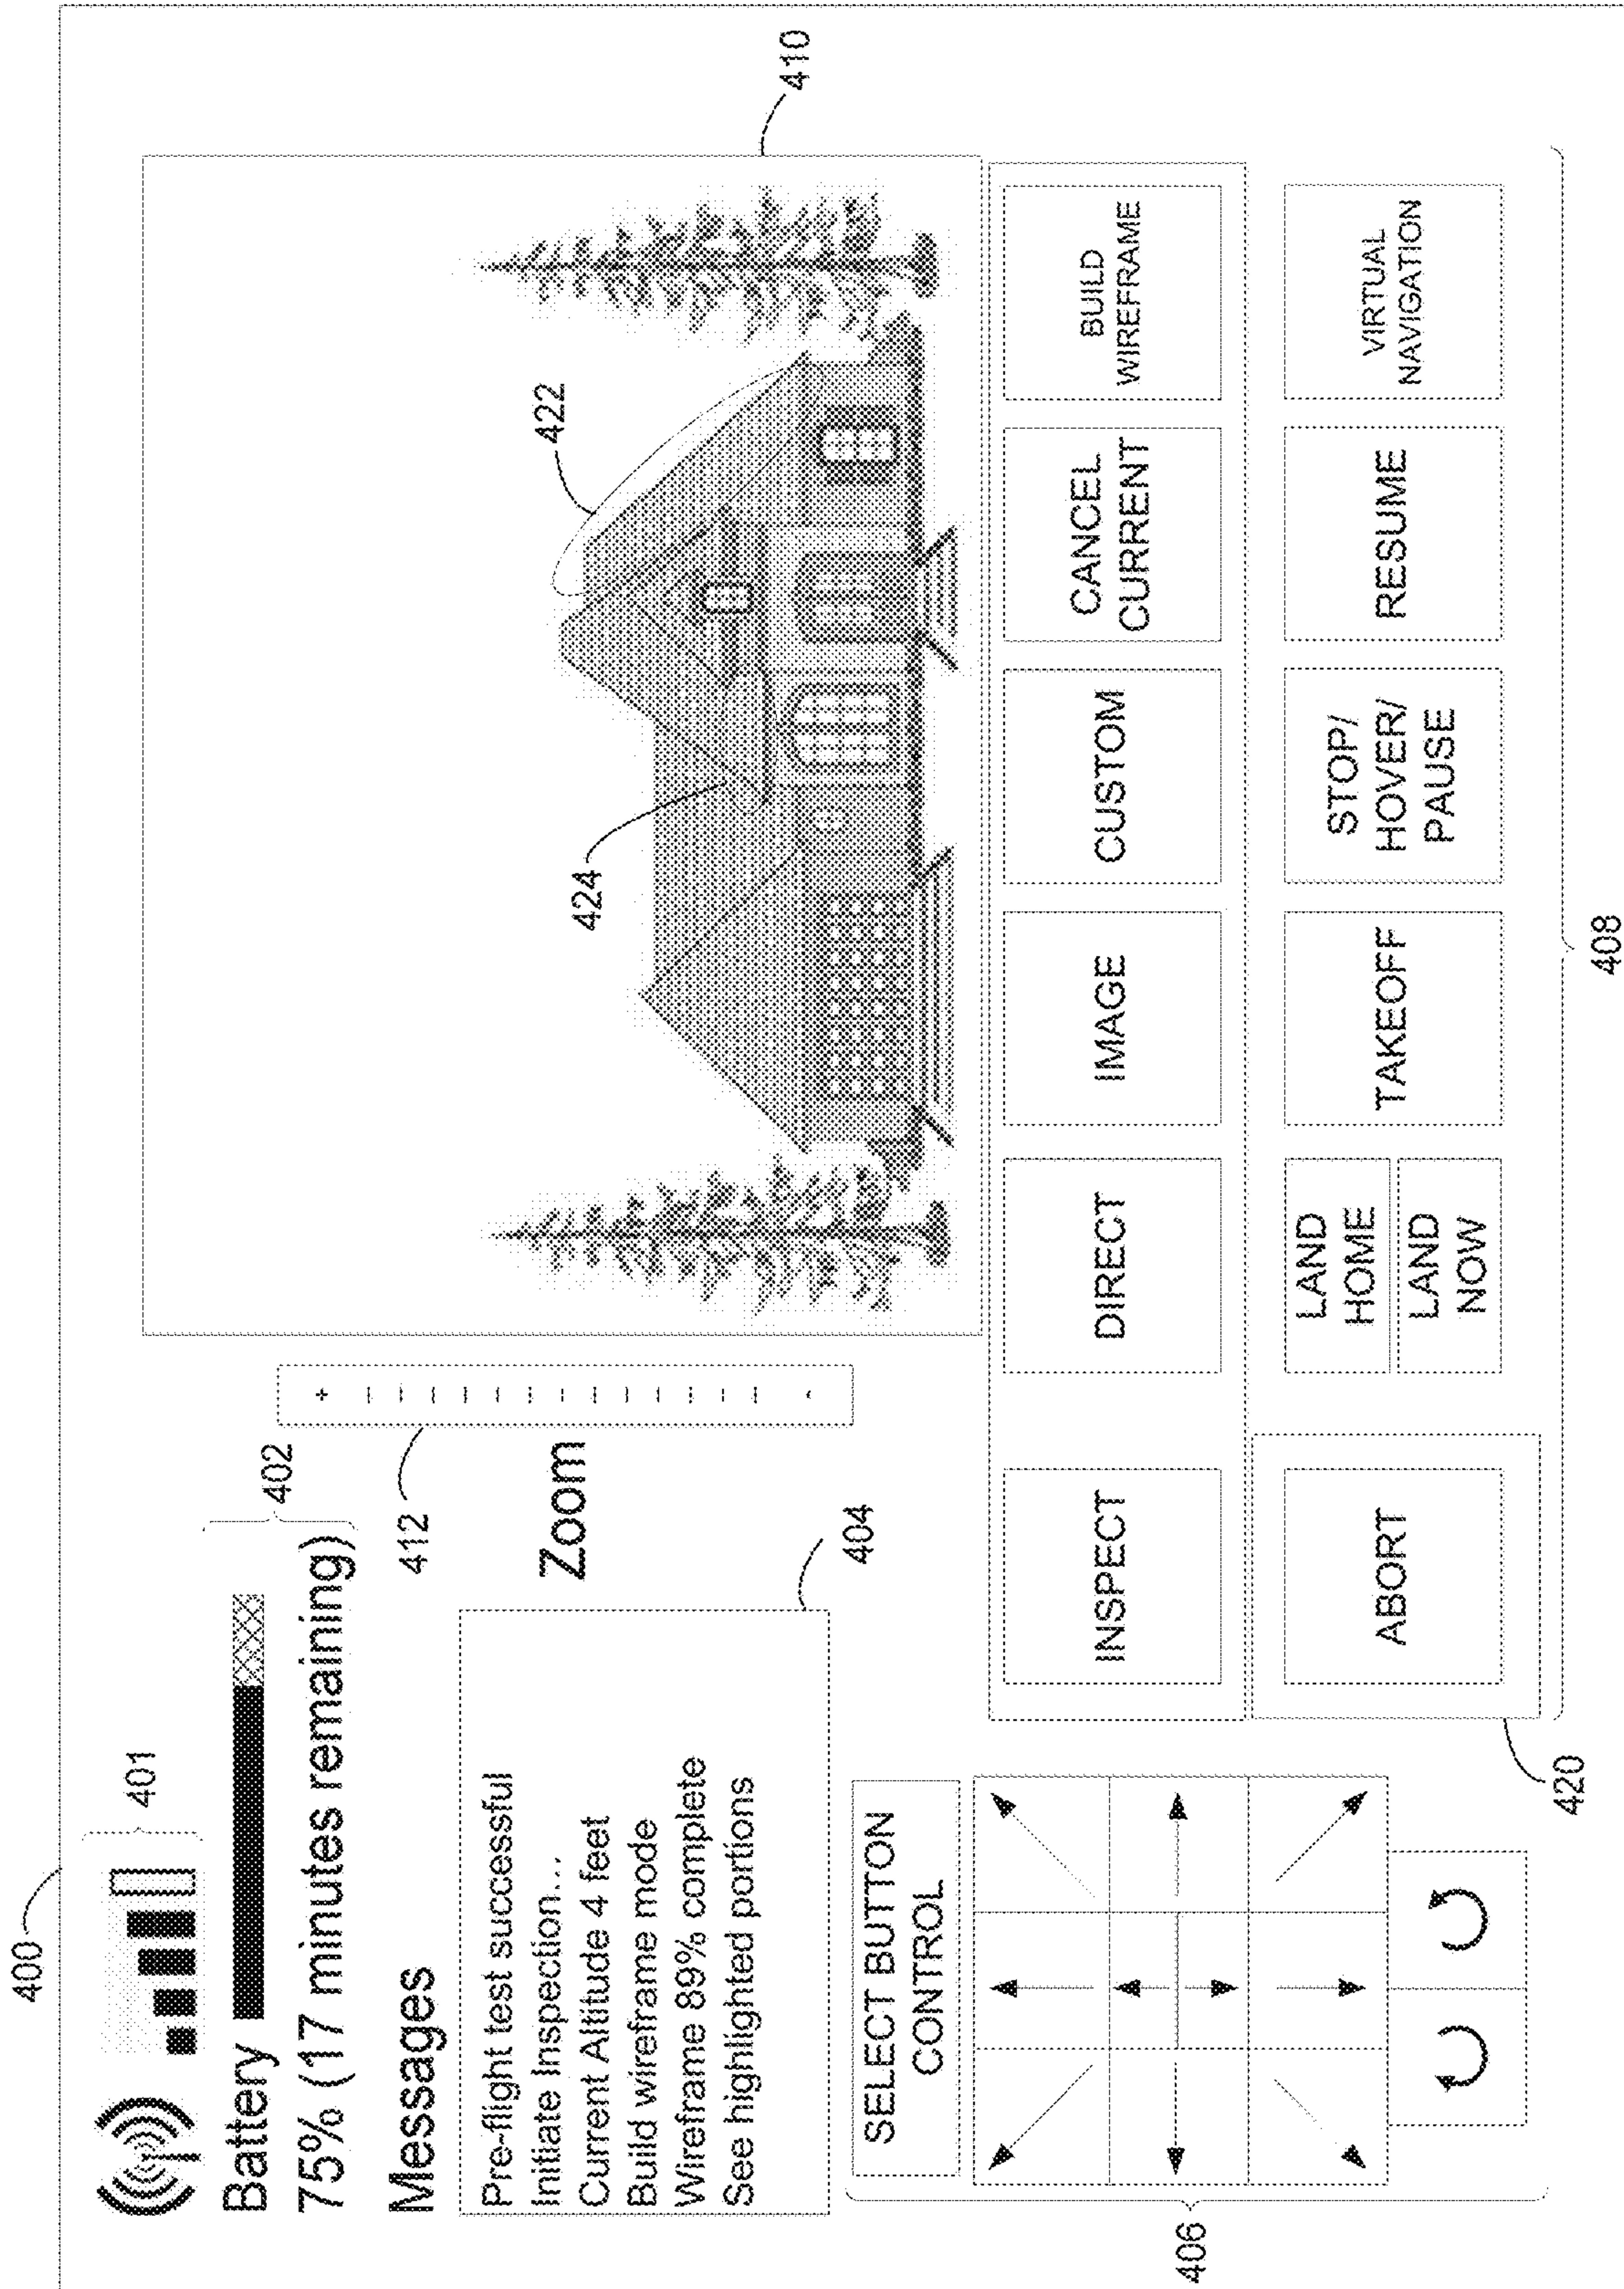 400
401
Battery
402
75% (17 minutes remaining)
Messages
412
Zoom
Pre-flight test successful
Initiate Inspection...
Current Altitude 4 feet
Build wireframe mode
Wireframe 89% complete
See highlighted portions
404
+
-
410
422
424
SELECT BUTTON
CONTROL
406
INSPECT
DIRECT
IMAGE
CUSTOM
CANCEL
CURRENT
BUILD
WIREFRAME
ABORT
LAND
HOME
LAND
NOW
TAKEOFF
STOP/
HOVER/
PAUSE
RESUME
VIRTUAL
NAVIGATION
420
408